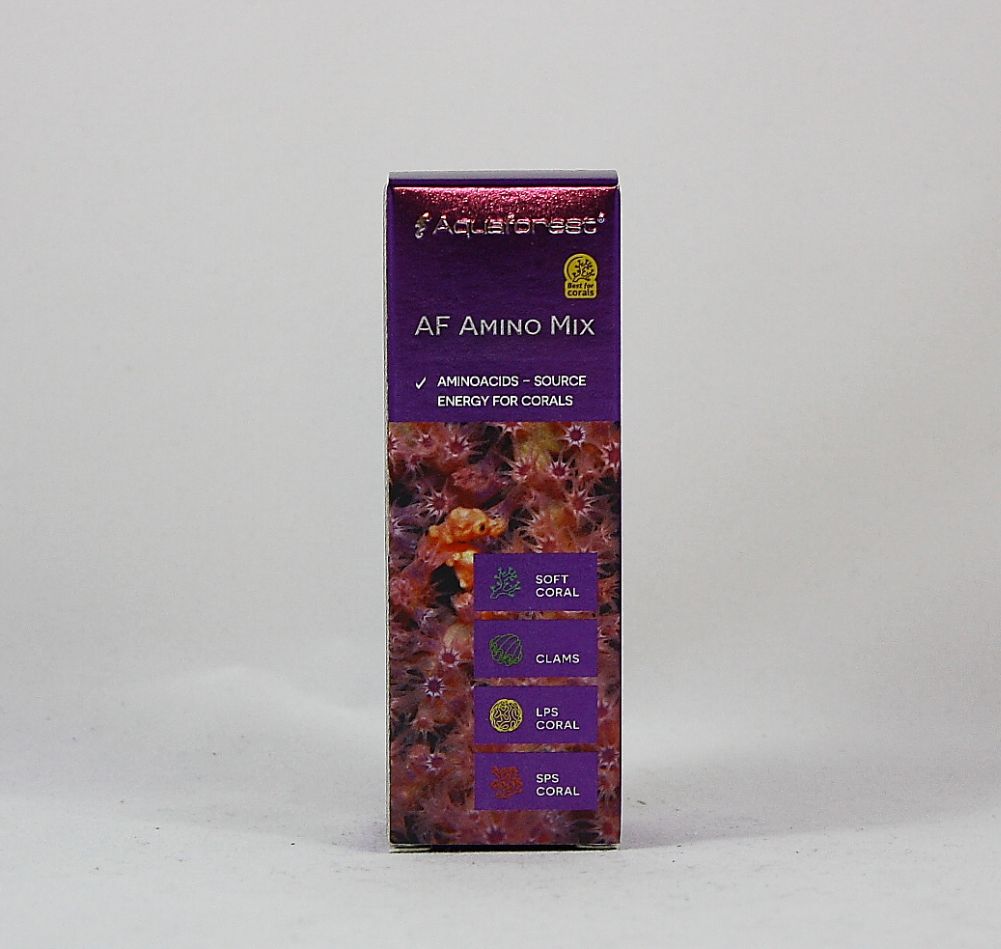 Aquaforest®
Best for
corals
AF AMINO MIX
✓ AMINOACIDS – SOURCE
ENERGY FOR CORALS
SOFT
CORAL
CLAMS
LPS
CORAL
SPS
CORAL